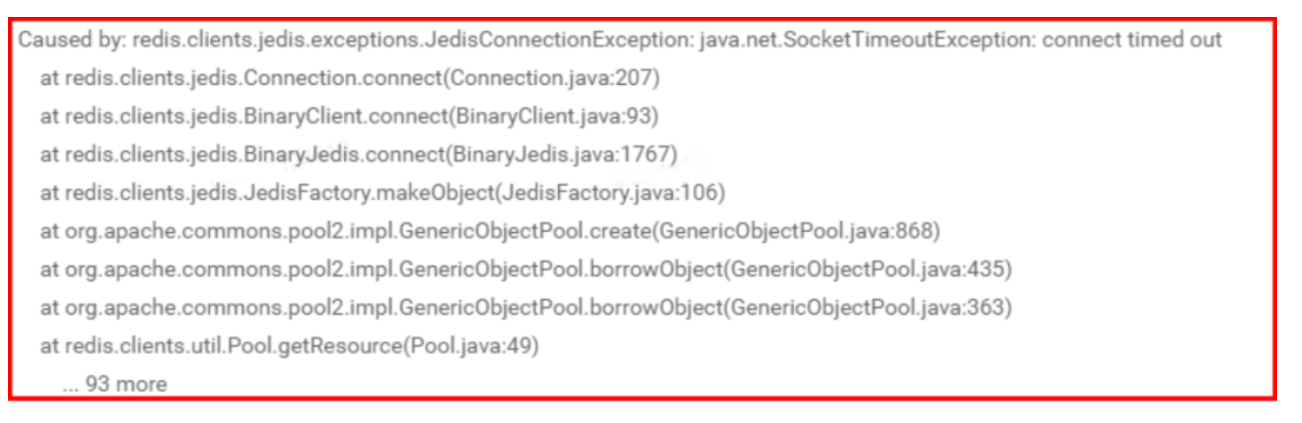 Caused by: redis.clients.jedis.exceptions.JedisConnectionException: java.net.SocketTimeoutException: connect timed out
at redis.clients.jedis.Connection.connect(Connection.java:207)
at redis.clients.jedis.BinaryClient.connect(BinaryClient.java:93)
at redis.clients.jedis.BinaryJedis.connect(BinaryJedis.java:1767)
at redis.clients.jedis.JedisFactory.makeObject(JedisFactory.java:106)
at org.apache.commons.pool2.impl.GenericObjectPool.create(GenericObjectPool.java:868)
at org.apache.commons.pool2.impl.GenericObjectPool.borrowObject(GenericObjectPool.java:435)
at org.apache.commons.pool2.impl.GenericObjectPool.borrowObject(GenericObjectPool.java:363)
at redis.clients.util.Pool.getResource(Pool.java:49)
... 93 more